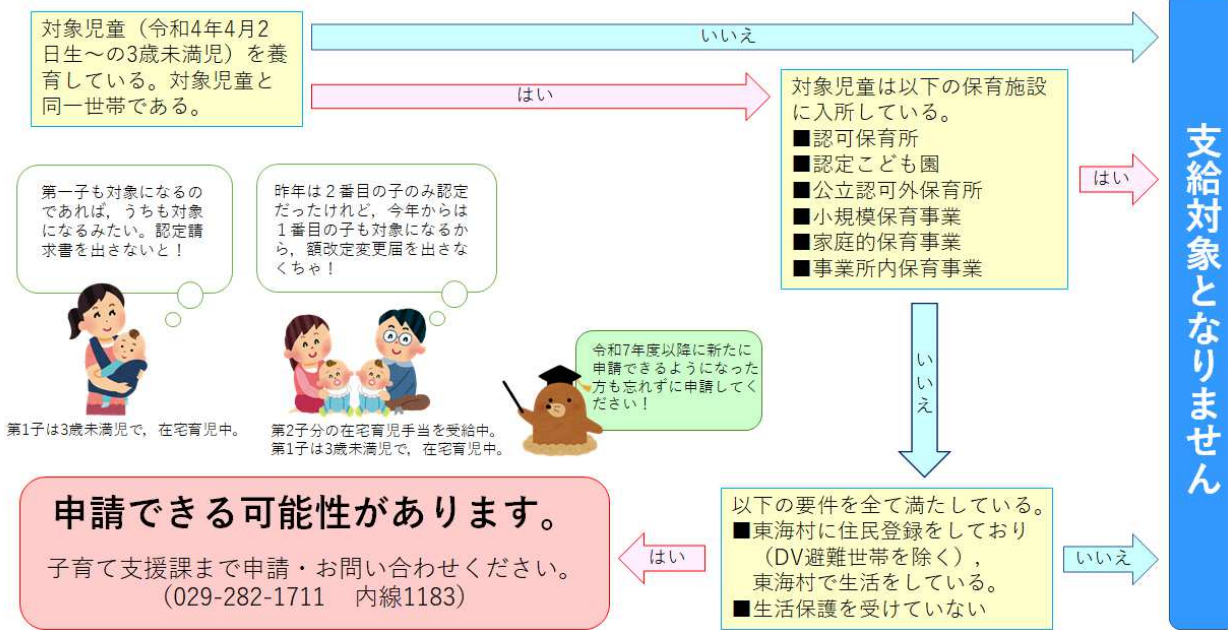 対象児童（令和4年4月2
日生～の3歳未満児）を養
育している。対象児童と
同一世帯である。
いいえ
はい
対象児童は以下の保育施設
に入所している。
■認可保育所
■認定こども園
■公立認可外保育所
■小規模保育事業
■家庭的保育事業
■事業所内保育事業
はい
支給対象となりません
第一子も対象になるの
であれば，うちも対象
になるみたい。認定請
求書を出さないと！
昨年は２番目の子のみ認定
だったけれど，今年からは
１番目の子も対象になるか
ら，額改定変更届を出さな
くちゃ！
令和7年度以降に新たに
申請できるようになった
方も忘れずに申請してく
ださい！
第1子は3歳未満児で，在宅育児中。
第2子分の在宅育児手当を受給中。
第1子は3歳未満児で，在宅育児中。
いいえ
以下の要件を全て満たしている。
■東海村に住民登録をしており
（DV避難世帯を除く），
東海村で生活をしている。
■生活保護を受けていない
いいえ
はい
申請できる可能性があります。
子育て支援課まで申請・お問い合わせください。
（029-282-1711　内線1183）